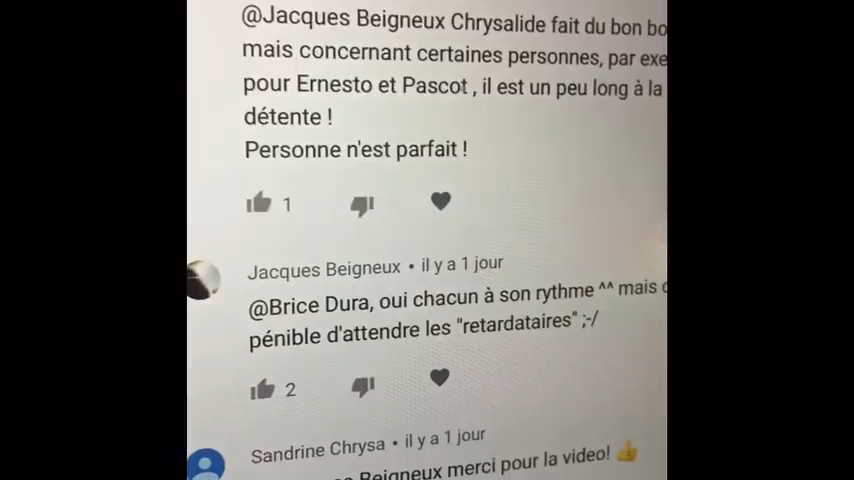 @Jacques Beigneux Chrysalide fait du bon bo
mais concernant certaines personnes, par exe
pour Ernesto et Pascot , il est un peu long à la
détente !
Personne n'est parfait !
1
Jacques Beigneux • il y a 1 jour
@Brice Dura, oui chacun à son rythme ^^ mais c
pénible d'attendre les "retardataires" ;-/
2
Sandrine Chrysa • il y a 1 jour
Beigneux merci pour la video! 👍